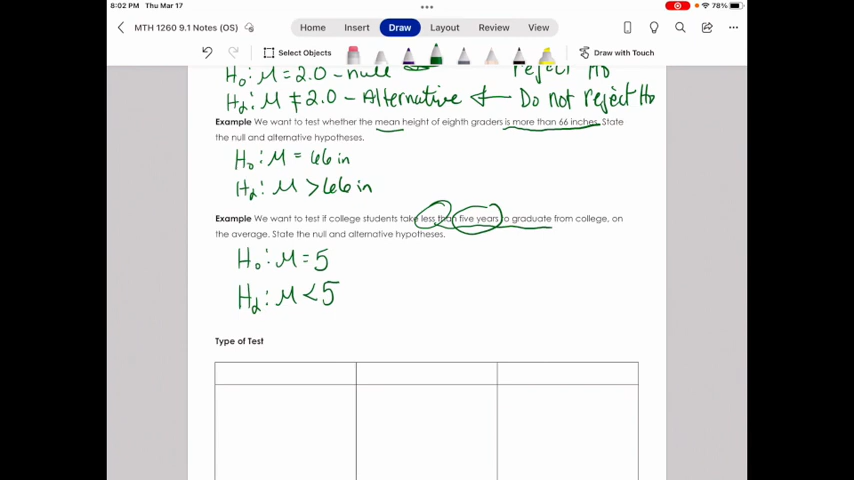 8:02 PM Thu Mar 17
78%
MTH 1260 9.1 Notes (OS)
Home Insert Draw Layout Review View
Select Objects
Draw with Touch
H₀: μ = 2.0 – null reject H₀
Hₐ: μ ≠ 2.0 – Alternative ← Do not reject H₀
Example We want to test whether the mean height of eighth graders is more than 66 inches. State
the null and alternative hypotheses.
H₀: μ = 66 in
Hₐ: μ > 66 in
Example We want to test if college students take less than five years to graduate from college, on
the average. State the null and alternative hypotheses.
H₀: μ = 5
Hₐ: μ < 5
Type of Test